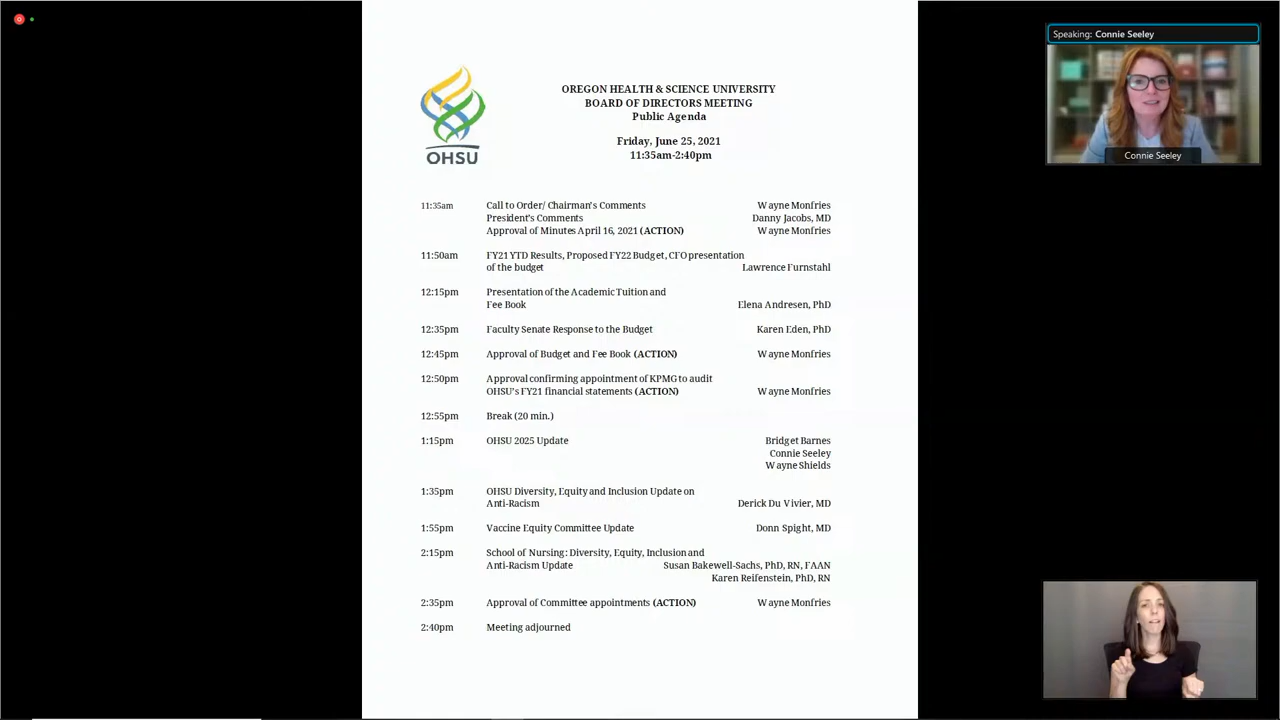 OREGON HEALTH & SCIENCE UNIVERSITY
BOARD OF DIRECTORS MEETING
Public Agenda
Friday, June 25, 2021
11:35am-2:40pm
OHSU
11:35am Call to Order/ Chairman's Comments Wayne Monfries
President's Comments Danny Jacobs, MD
Approval of Minutes April 16, 2021 (ACTION) Wayne Monfries
11:50am FY21 YTD Results, Proposed FY22 Budget, CFO presentation
of the budget Lawrence Furnstahl
12:15pm Presentation of the Academic Tuition and
Fee Book Elena Andresen, PhD
12:35pm Faculty Senate Response to the Budget Karen Eden, PhD
12:45pm Approval of Budget and Fee Book (ACTION) Wayne Monfries
12:50pm Approval confirming appointment of KPMG to audit
OHSU's FY21 financial statements (ACTION) Wayne Monfries
12:55pm Break (20 min.)
1:15pm OHSU 2025 Update Bridget Barnes
Connie Seeley
Wayne Shields
1:35pm OHSU Diversity, Equity and Inclusion Update on
Anti-Racism Derick Du Vivier, MD
1:55pm Vaccine Equity Committee Update Donn Spight, MD
2:15pm School of Nursing: Diversity, Equity, Inclusion and
Anti-Racism Update Susan Bakewell-Sachs, PhD, RN, FAAN
Karen Reifenstein, PhD, RN
2:35pm Approval of Committee appointments (ACTION) Wayne Monfries
2:40pm Meeting adjourned
Speaking: Connie Seeley
Connie Seeley